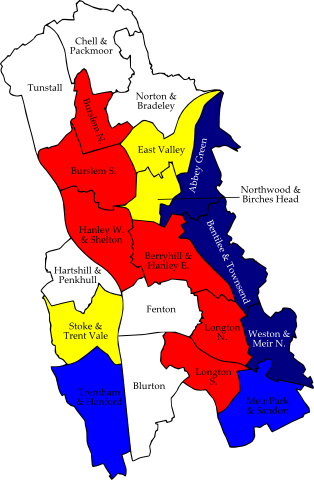 Chell &
Packmoor
Tunstall
Norton &
Bradeley
Burslem N.
East Valley
Abbey Green
Burslem S.
Northwood &
Birches Head
Hanley W.
& Shelton
Bentilee & Townsend
Berryhill &
Hanley E.
Hartshill &
Penkhull
Fenton
Stoke &
Trent Vale
Longton
N.
Weston &
Meir N.
Longton
S.
Blurton
Trentham
& Hanford
Meir Park
& Sandon